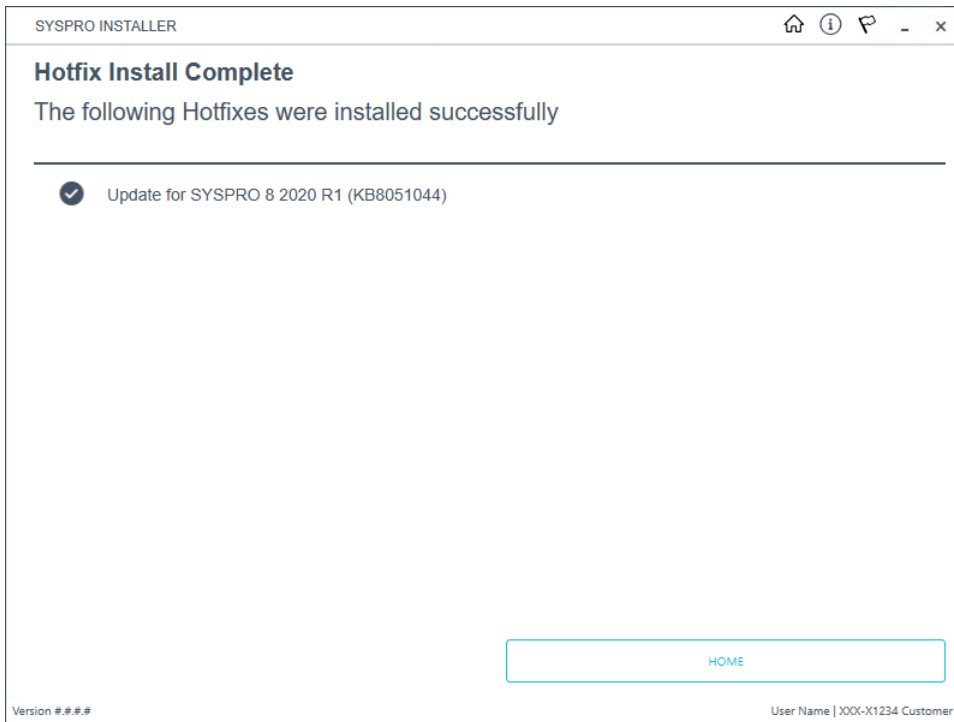 SYSPRO INSTALLER
Hotfix Install Complete
The following Hotfixes were installed successfully
Update for SYSPRO 8 2020 R1 (KB8051044)
HOME
Version #.#.#.#
User Name | XXX-X1234 Customer